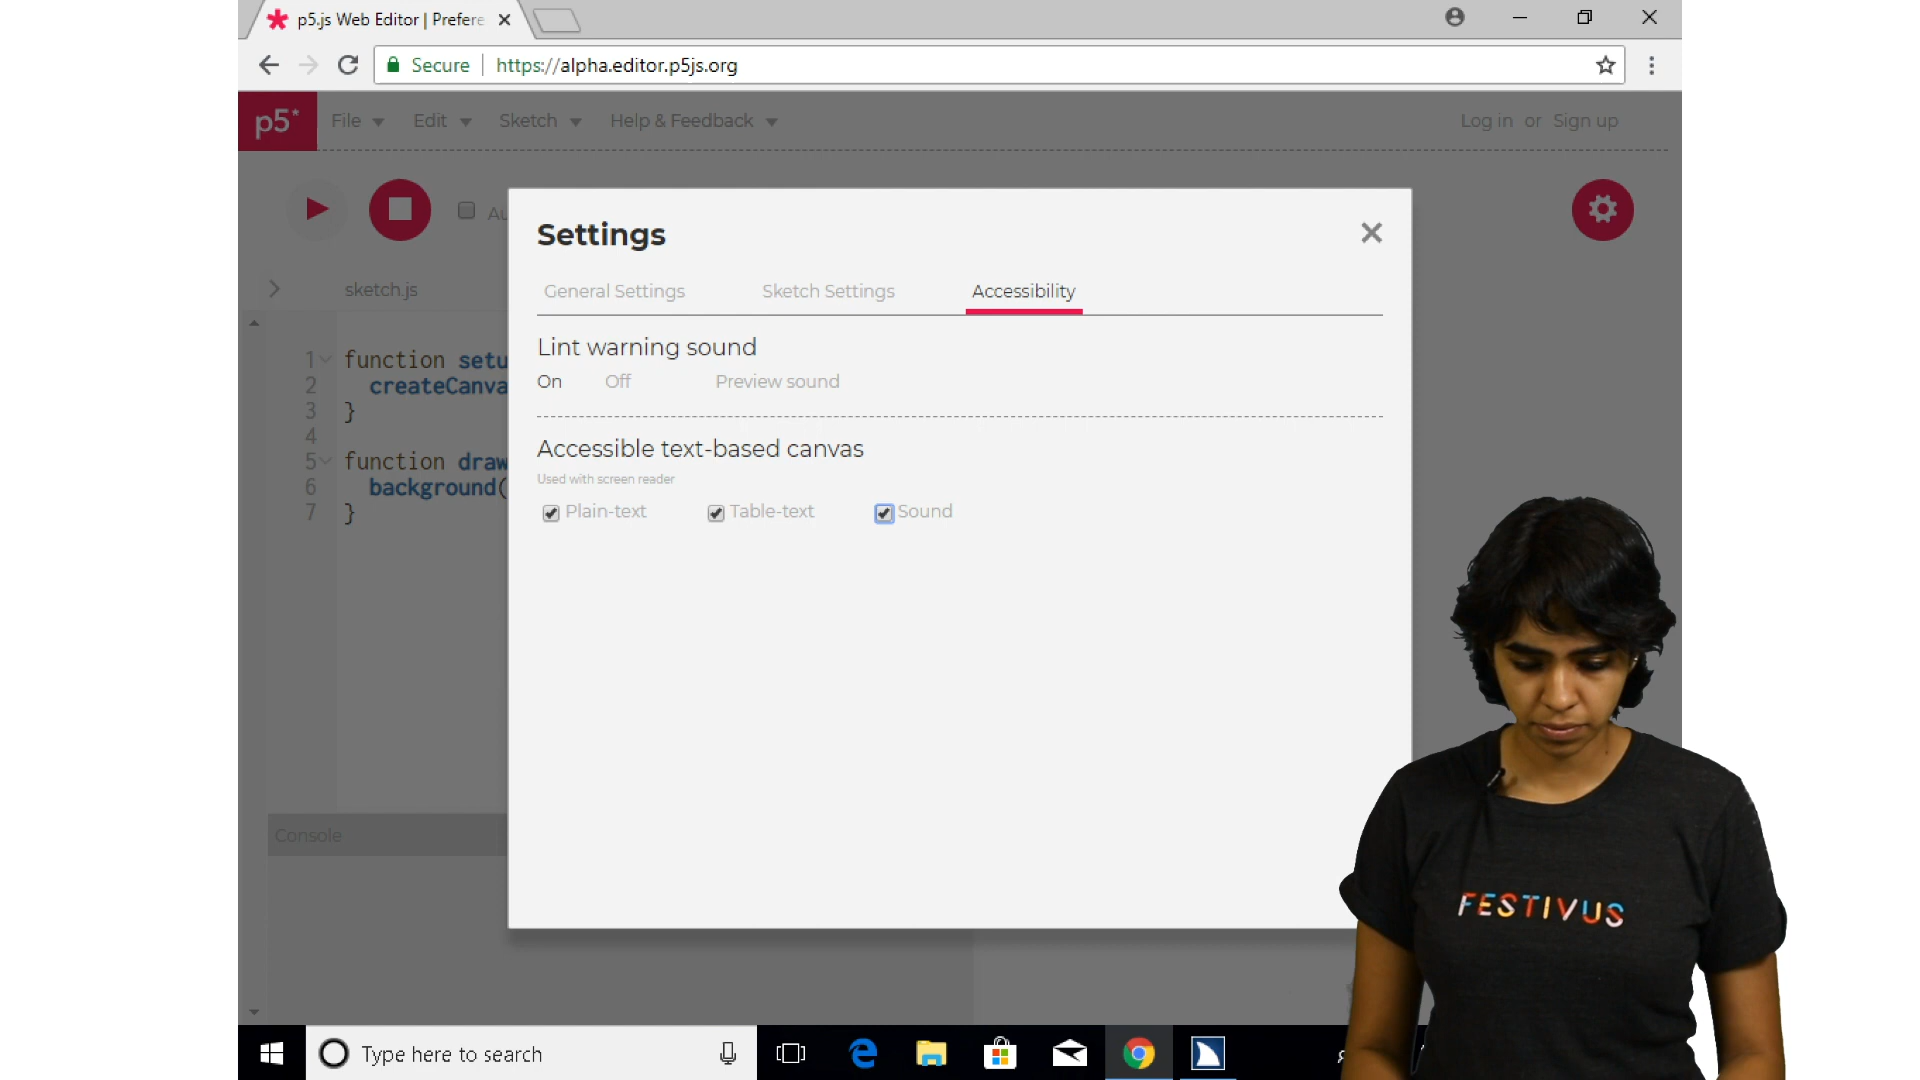 p5.js Web Editor | Prefere
Secure
https://alpha.editor.p5js.org
p5*
File
Edit
Sketch
Help & Feedback
Log in or Sign up
Settings
sketch.js
General Settings
Sketch Settings
Accessibility
Lint warning sound
On
Off
Preview sound
1 function setu
2 createCanva
3 }
4
5 function draw
6 background(
7 }
Accessible text-based canvas
Used with screen reader
Plain-text
Table-text
Sound
Console
FESTIVUS
Type here to search